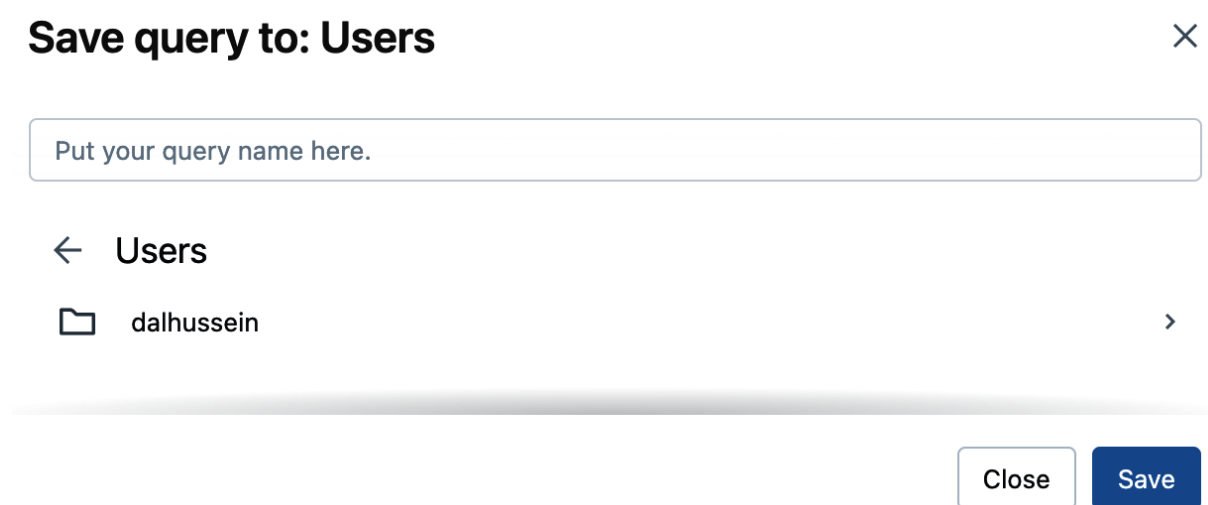 Save query to: Users
Put your query name here.
Users
dalhussein
Close
Save